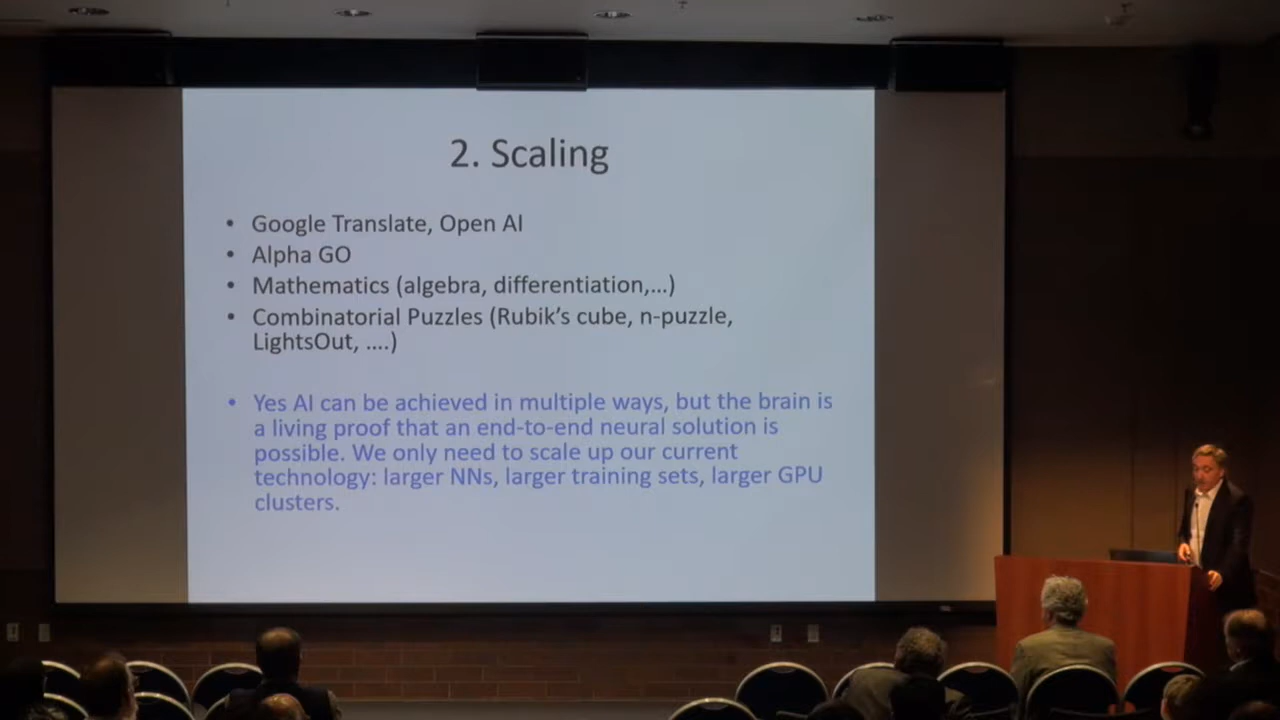 2. Scaling
• Google Translate, Open AI
• Alpha GO
• Mathematics (algebra, differentiation,...)
• Combinatorial Puzzles (Rubik's cube, n-puzzle,
LightsOut, ....)
• Yes AI can be achieved in multiple ways, but the brain is
a living proof that an end-to-end neural solution is
possible. We only need to scale up our current
technology: larger NNs, larger training sets, larger GPU
clusters.